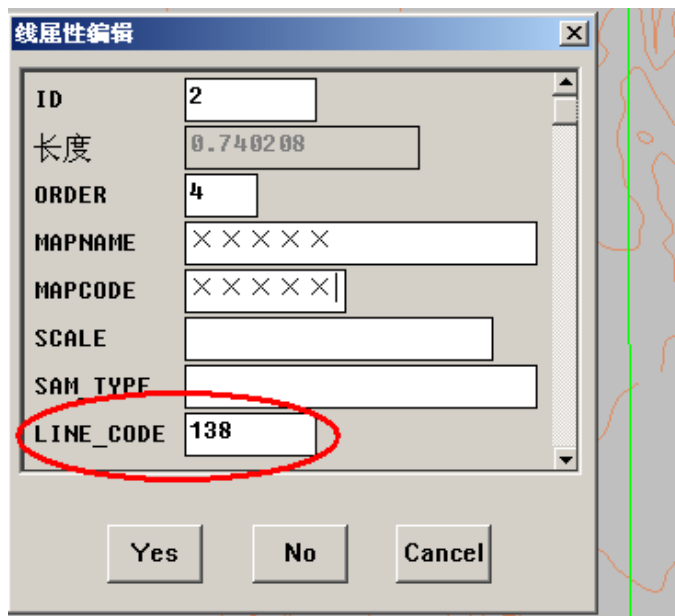 线属性编辑
ID 2
长度 0.740208
ORDER 4
MAPNAME ×××××
MAPCODE ×××××
SCALE
SAM_TYPE
LINE_CODE 138
Yes No Cancel